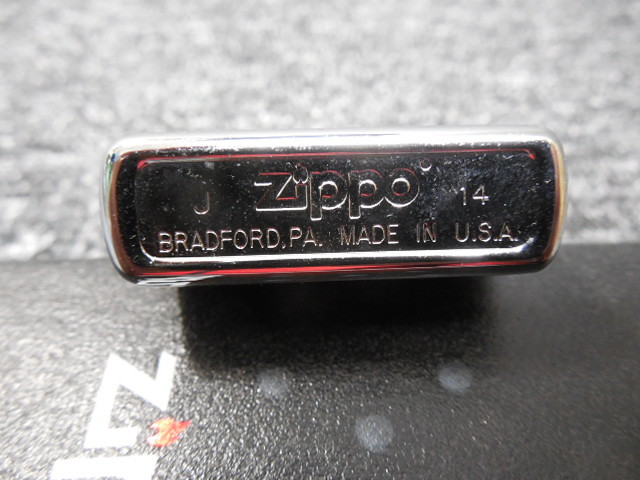 J Zippo 14
BRADFORD,PA. MADE IN U.S.A.